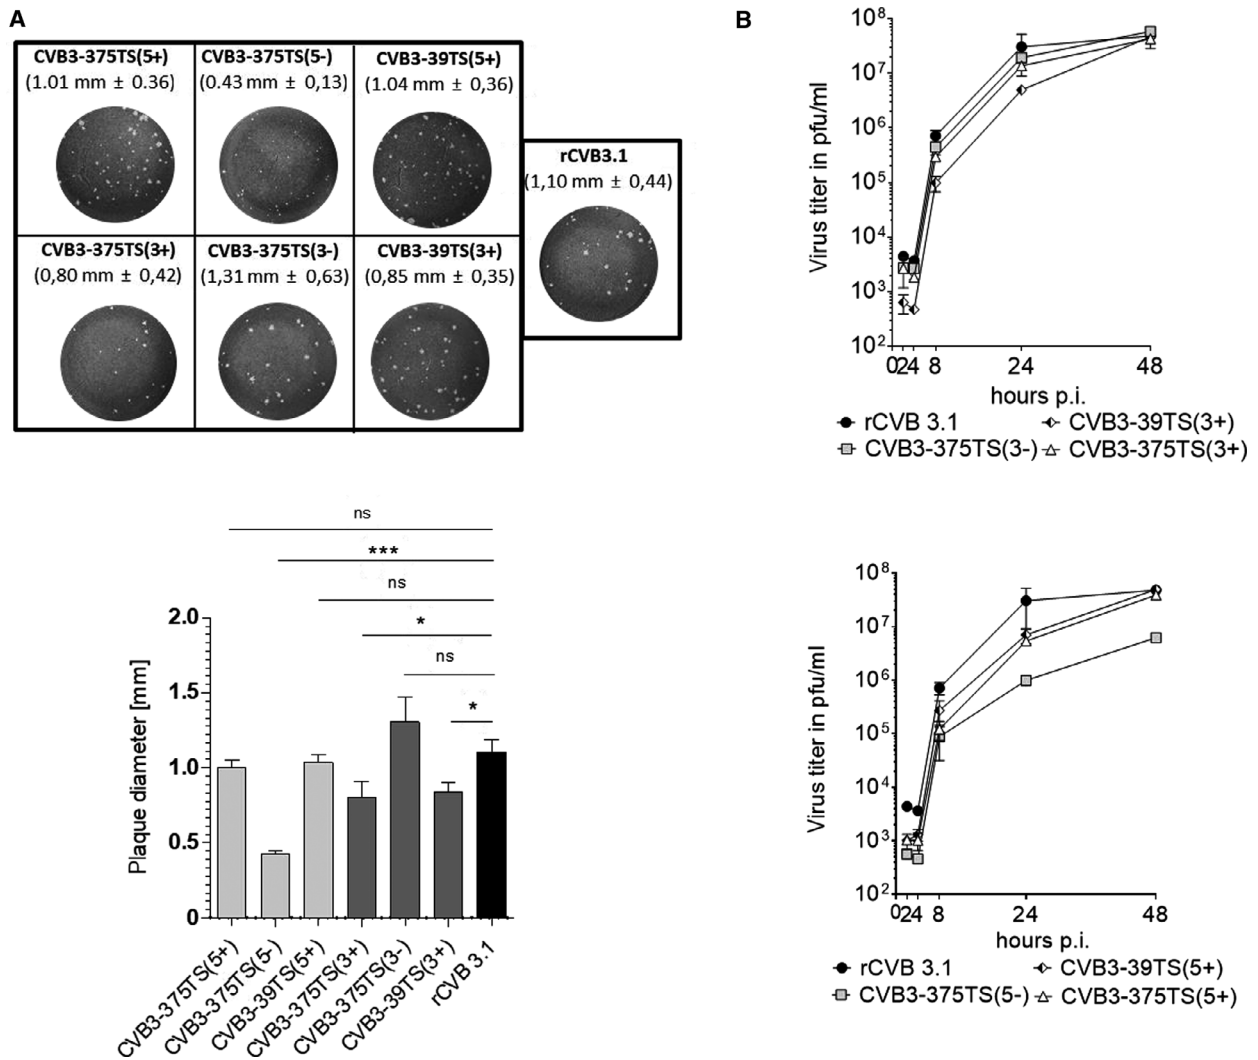 A
CVB3-375TS(5+)
(1.01 mm ± 0.36)
CVB3-375TS(5-)
(0.43 mm ± 0,13)
CVB3-39TS(5+)
(1.04 mm ± 0,36)
rCVB3.1
(1,10 mm ± 0,44)
CVB3-375TS(3+)
(0,80 mm ± 0,42)
CVB3-375TS(3-)
(1,31 mm ± 0,63)
CVB3-39TS(3+)
(0,85 mm ± 0,35)
ns
***
ns
*
ns
*
Plaque diameter [mm]
2.0
1.5
1.0
0.5
0
CVB3-375TS(5+)
CVB3-375TS(5-)
CVB3-39TS(5+)
CVB3-375TS(3+)
CVB3-375TS(3-)
CVB3-39TS(3+)
rCVB 3.1
B
Virus titer in pfu/ml
10⁸
10⁷
10⁶
10⁵
10⁴
10³
10²
0 2 4 8 24 48
hours p.i.
rCVB 3.1 CVB3-39TS(3+)
CVB3-375TS(3-) CVB3-375TS(3+)
Virus titer in pfu/ml
10⁸
10⁷
10⁶
10⁵
10⁴
10³
10²
0 2 4 8 24 48
hours p.i.
rCVB 3.1 CVB3-39TS(5+)
CVB3-375TS(5-) CVB3-375TS(5+)